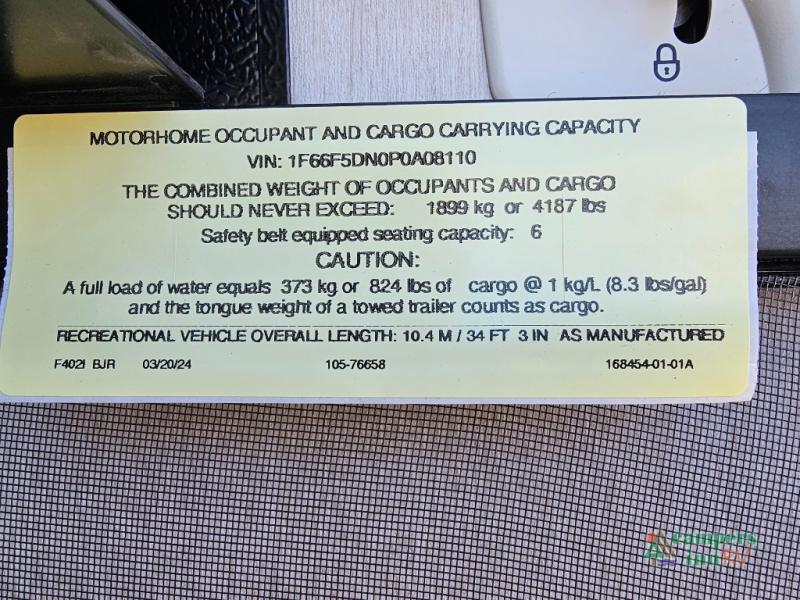 MOTORHOME OCCUPANT AND CARGO CARRYING CAPACITY
VIN: 1F66F5DN0P0A08110
THE COMBINED WEIGHT OF OCCUPANTS AND CARGO
SHOULD NEVER EXCEED: 1899 kg or 4187 lbs
Safety belt equipped seating capacity: 6
CAUTION:
A full load of water equals 373 kg or 824 lbs of cargo @ 1 kg/L (8.3 lbs/gal)
and the tongue weight of a towed trailer counts as cargo.
RECREATIONAL VEHICLE OVERALL LENGTH: 10.4 M / 34 FT 3 IN AS MANUFACTURED
F402I BJR 03/20/24 105-76658 168454-01-01A
campers
inn RV